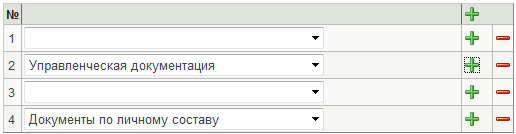 №
1
2 Управленческая документация
3
4 Документы по личному составу